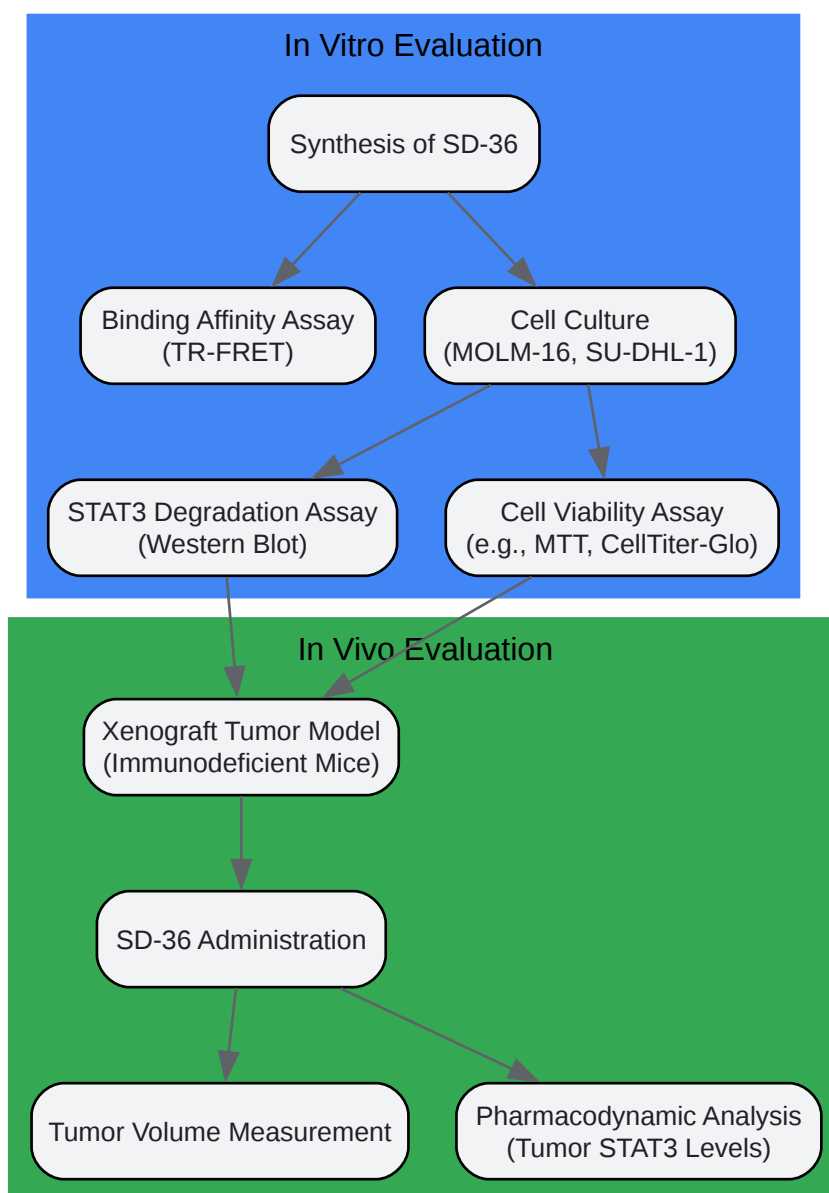 In Vitro Evaluation
Synthesis of SD-36
Binding Affinity Assay
(TR-FRET)
Cell Culture
(MOLM-16, SU-DHL-1)
STAT3 Degradation Assay
(Western Blot)
Cell Viability Assay
(e.g., MTT, CellTiter-Glo)
In Vivo Evaluation
Xenograft Tumor Model
(Immunodeficient Mice)
SD-36 Administration
Tumor Volume Measurement
Pharmacodynamic Analysis
(Tumor STAT3 Levels)